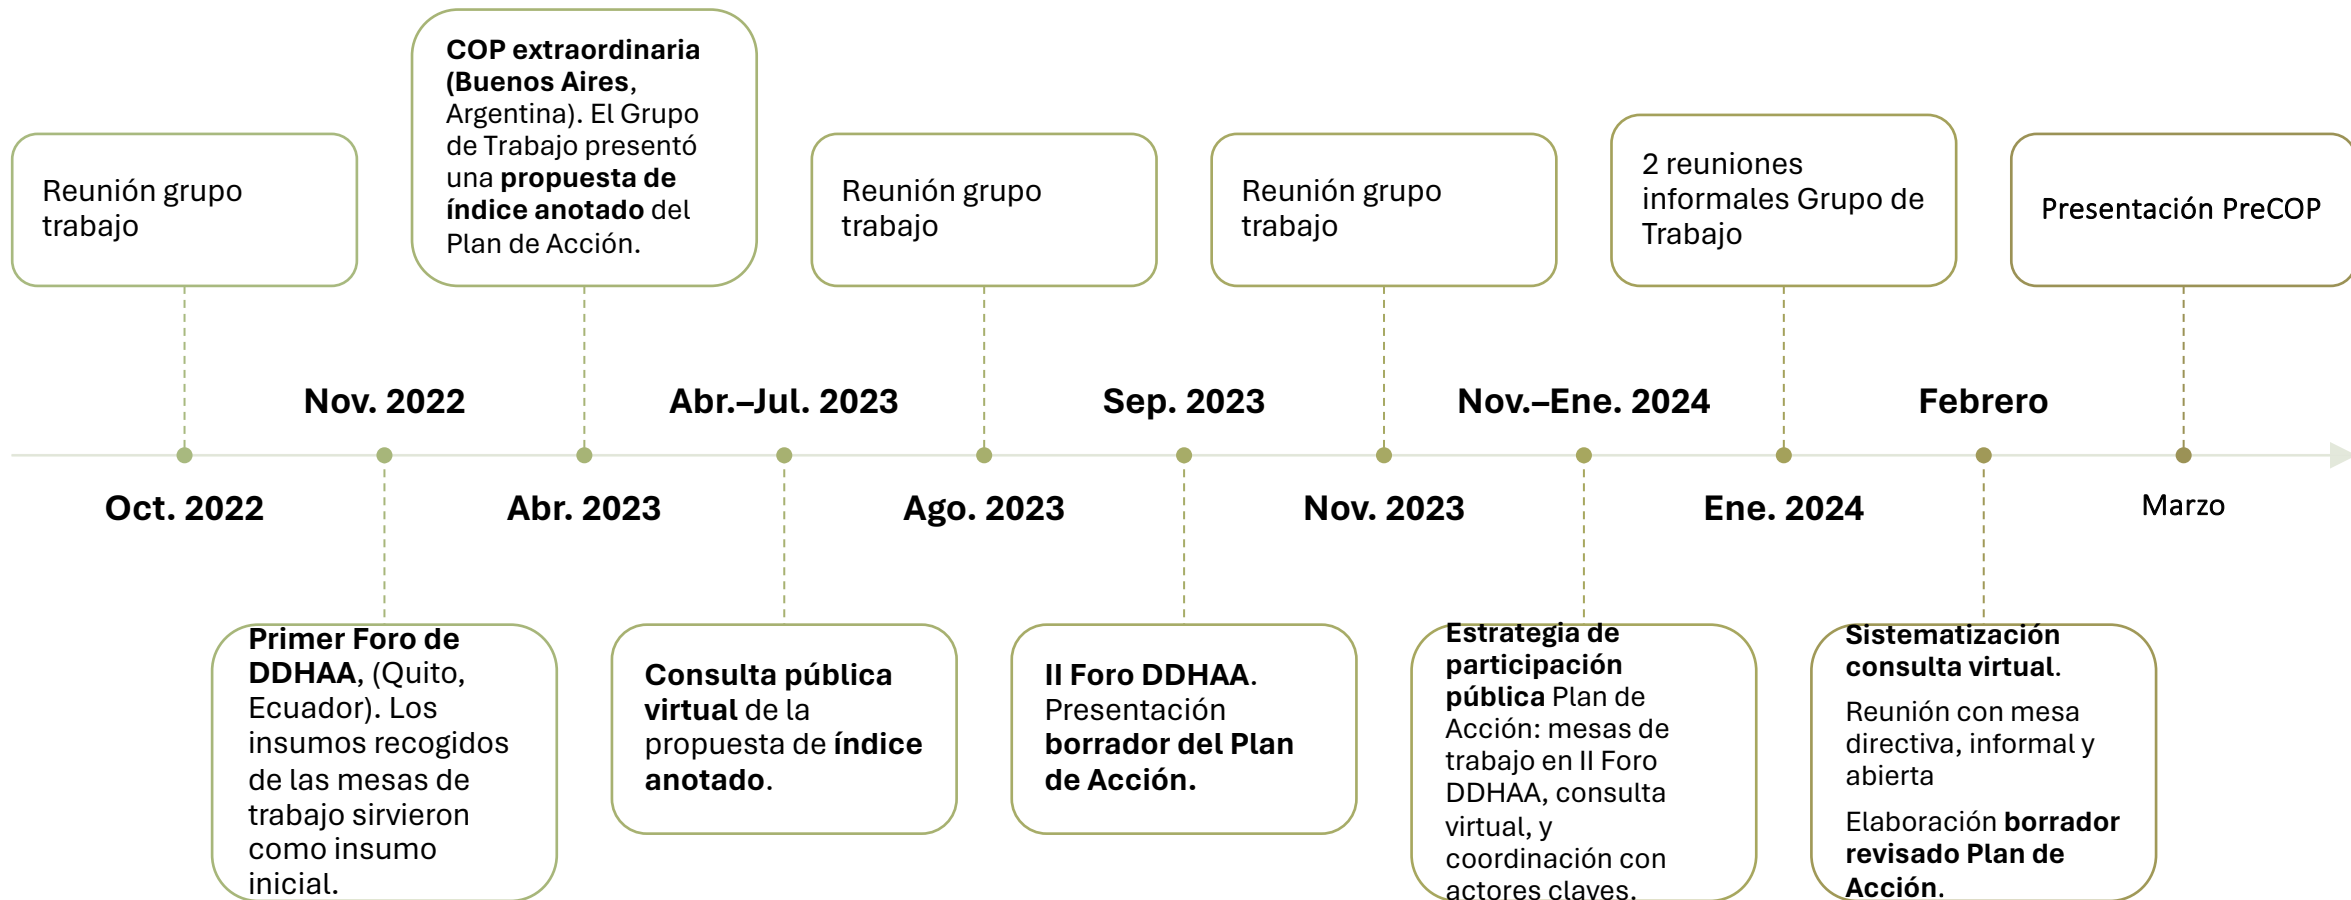 Reunión grupo
trabajo
COP extraordinaria
(Buenos Aires,
Argentina). El Grupo
de Trabajo presentó
una propuesta de
índice anotado del
Plan de Acción.
Reunión grupo
trabajo
Reunión grupo
trabajo
2 reuniones
informales Grupo de
Trabajo
Presentación PreCOP
Nov. 2022
Abr.–Jul. 2023
Sep. 2023
Nov.–Ene. 2024
Febrero
Oct. 2022
Abr. 2023
Ago. 2023
Nov. 2023
Ene. 2024
Marzo
Primer Foro de
DDHAA, (Quito,
Ecuador). Los
insumos recogidos
de las mesas de
trabajo sirvieron
como insumo
inicial.
Consulta pública
virtual de la
propuesta de índice
anotado.
II Foro DDHAA.
Presentación
borrador del Plan
de Acción.
Estrategia de
participación
pública Plan de
Acción: mesas de
trabajo en II Foro
DDHAA, consulta
virtual, y
coordinación con
actores claves.
Sistematización
consulta virtual.
Reunión con mesa
directiva, informal y
abierta
Elaboración borrador
revisado Plan de
Acción.